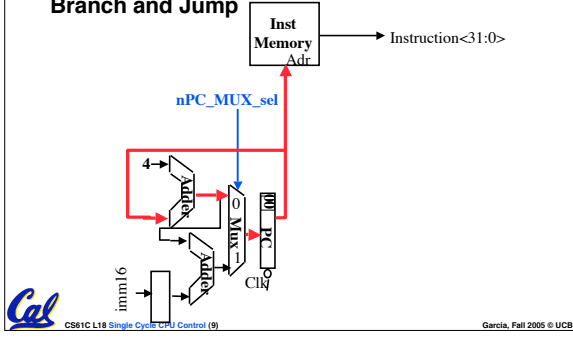 Branch and Jump
Inst
Memory
Adr
Instruction<31:0>
nPC_MUX_sel
4
Adder
0
Mux
1
00
PC
Adder
Clk
imm16
Cal
CS61C L18 Single Cycle CPU Control (9)
Garcia, Fall 2005 © UCB